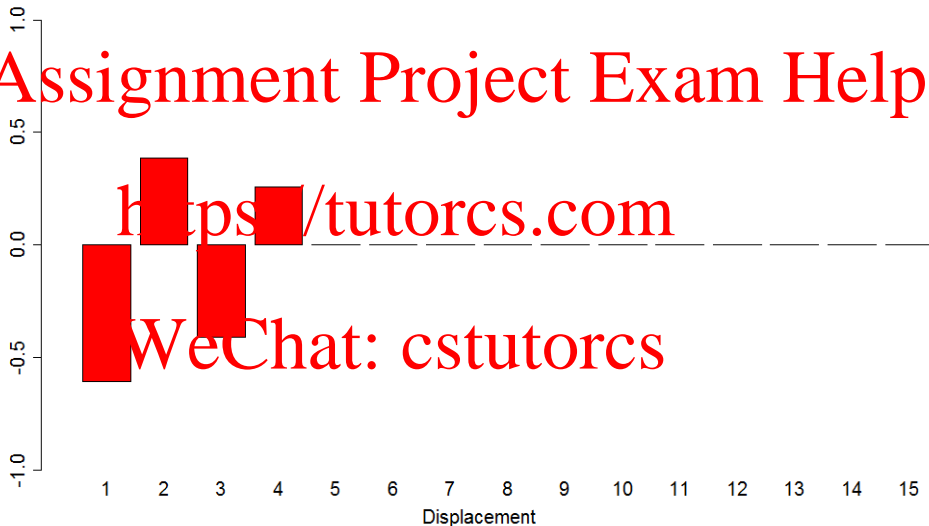 1.0
Assignment Project Exam Help
0.5
https://tutorcs.com
0.0
WeChat: cstutorcs
-0.5
-1.0
1 2 3 4 5 6 7 8 9 10 11 12 13 14 15
Displacement